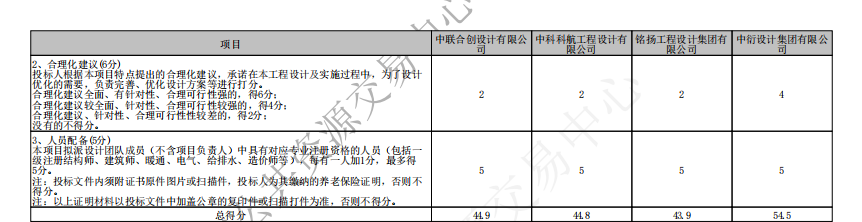 项目
中联合创设计有限公
司
中科科航工程设计有
限公司
铭扬工程设计集团有
限公司
中衍设计集团有限公
司
2、合理化建议(6分)
投标人根据本项目特点提出的合理化建议，承诺在本工程设计及实施过程中，为了设计
优化的需要，负责完善、优化设计方案等进行打分。
合理化建议全面、有针对性、合理可行性强的，得6分；
合理化建议较全面、针对性、合理可行性较强的，得4分；
合理化建议、针对性、合理可行性性较差的，得2分；
没有的不得分。
2
2
2
4
3、人员配备(5分)
本项目拟派设计团队成员（不含项目负责人）中具有对应专业注册资格的人员（包括一
级注册结构师、建筑师、暖通、电气、给排水、造价师等），每有一人加1分，最多得
5分。
注：投标文件内须附证书原件图片或扫描件，投标人为其缴纳的养老保险证明，否则不
得分。
注：以上证明材料以投标文件中加盖公章的复印件或扫描打件为准，否则不得分。
5
5
5
5
总得分
44.9
44.8
43.9
54.5
公共资源交易中心
交易中心